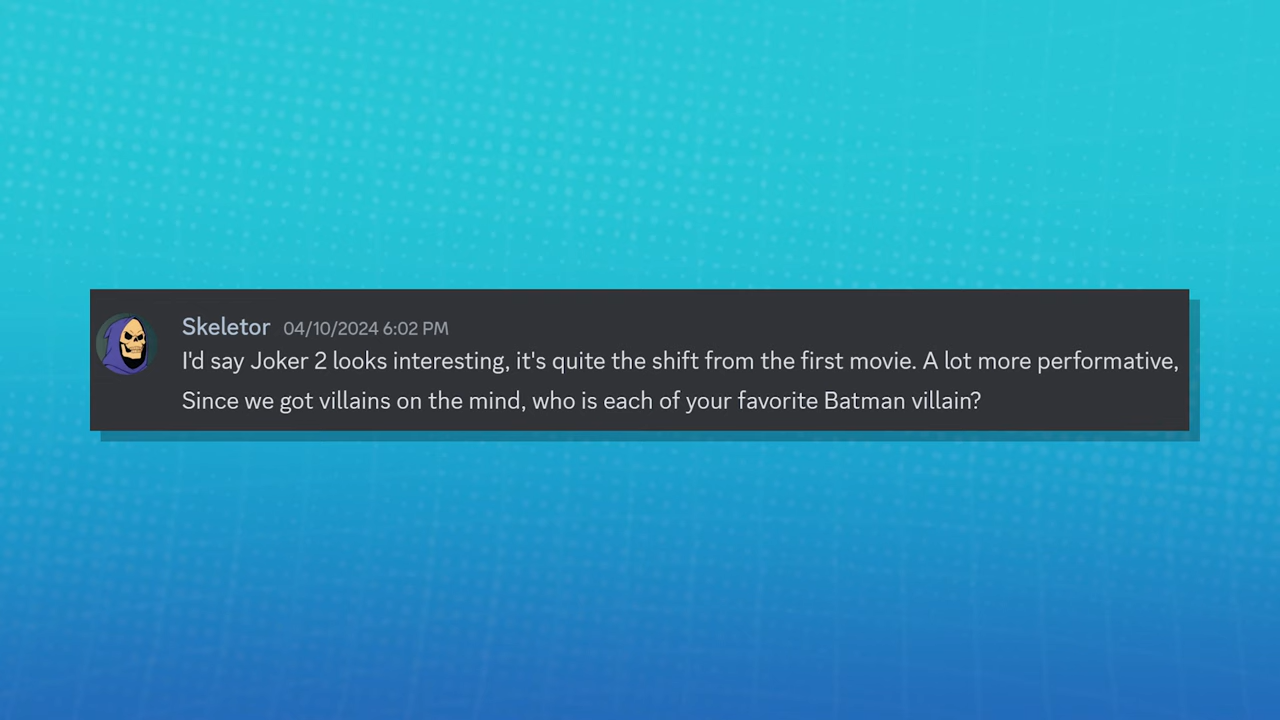 Skeletor 04/10/2024 6:02 PM
I'd say Joker 2 looks interesting, it's quite the shift from the first movie. A lot more performative,
Since we got villains on the mind, who is each of your favorite Batman villain?